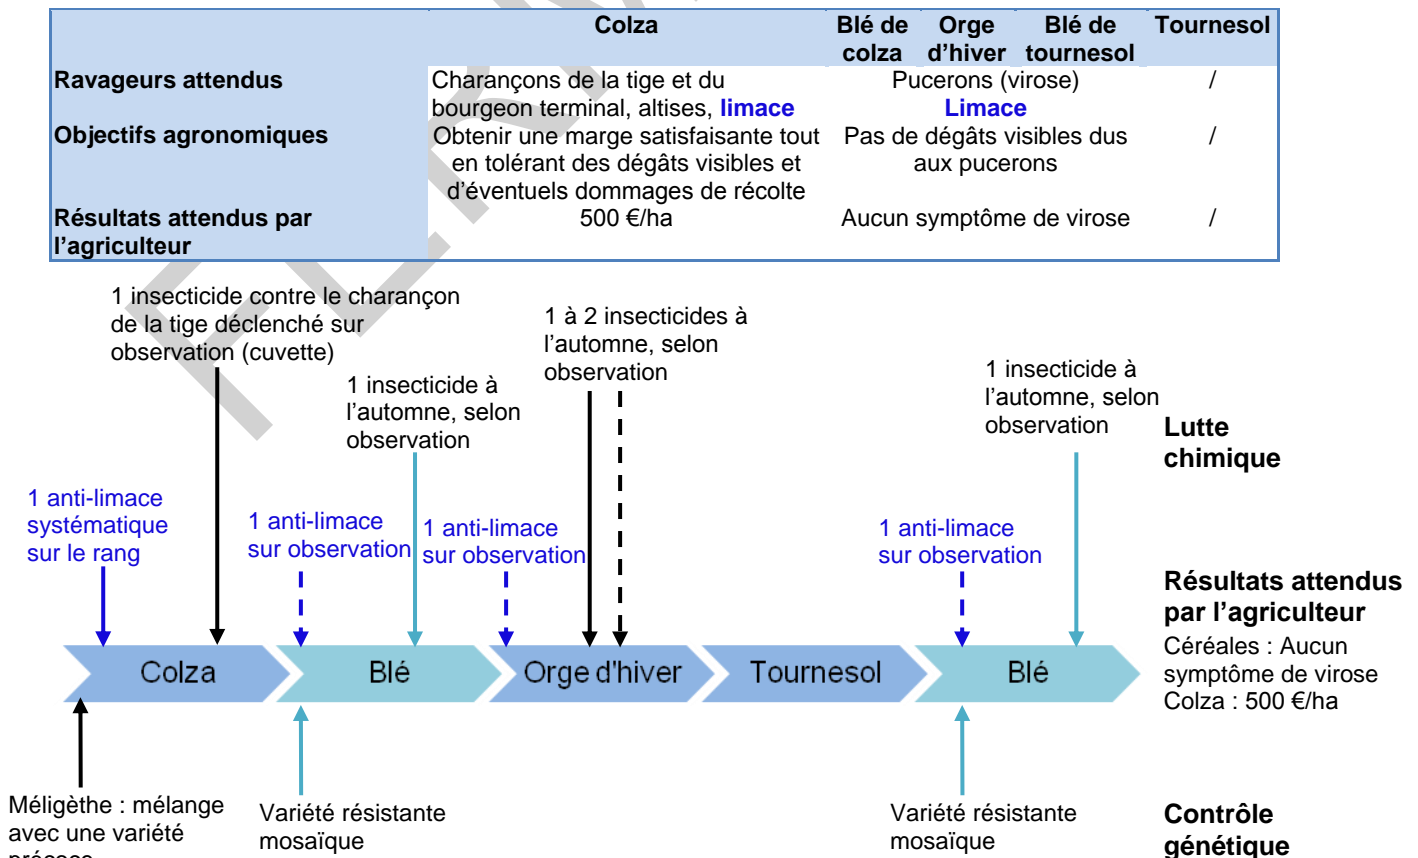 Colza
Blé de colza
Orge d'hiver
Blé de tournesol
Tournesol
Ravageurs attendus
Charançons de la tige et du
bourgeon terminal, altises, limace
Pucerons (virose)
Limace
/
Objectifs agronomiques
Obtenir une marge satisfaisante tout
en tolérant des dégâts visibles et
d'éventuels dommages de récolte
Pas de dégâts visibles dus
aux pucerons
/
Résultats attendus par
l'agriculteur
500 €/ha
Aucun symptôme de virose
/
1 insecticide contre le charançon
de la tige déclenché sur
observation (cuvette)
1 insecticide à
l'automne, selon
observation
1 à 2 insecticides à
l'automne, selon
observation
1 insecticide à
l'automne, selon
observation
Lutte
chimique
1 anti-limace
systématique
sur le rang
1 anti-limace
sur observation
1 anti-limace
sur observation
1 anti-limace
sur observation
Résultats attendus
par l'agriculteur
Céréales : Aucun
symptôme de virose
Colza : 500 €/ha
Colza
Blé
Orge d'hiver
Tournesol
Blé
Méligèthe : mélange
avec une variété
Variété résistante
mosaïque
Variété résistante
mosaïque
Contrôle
génétique